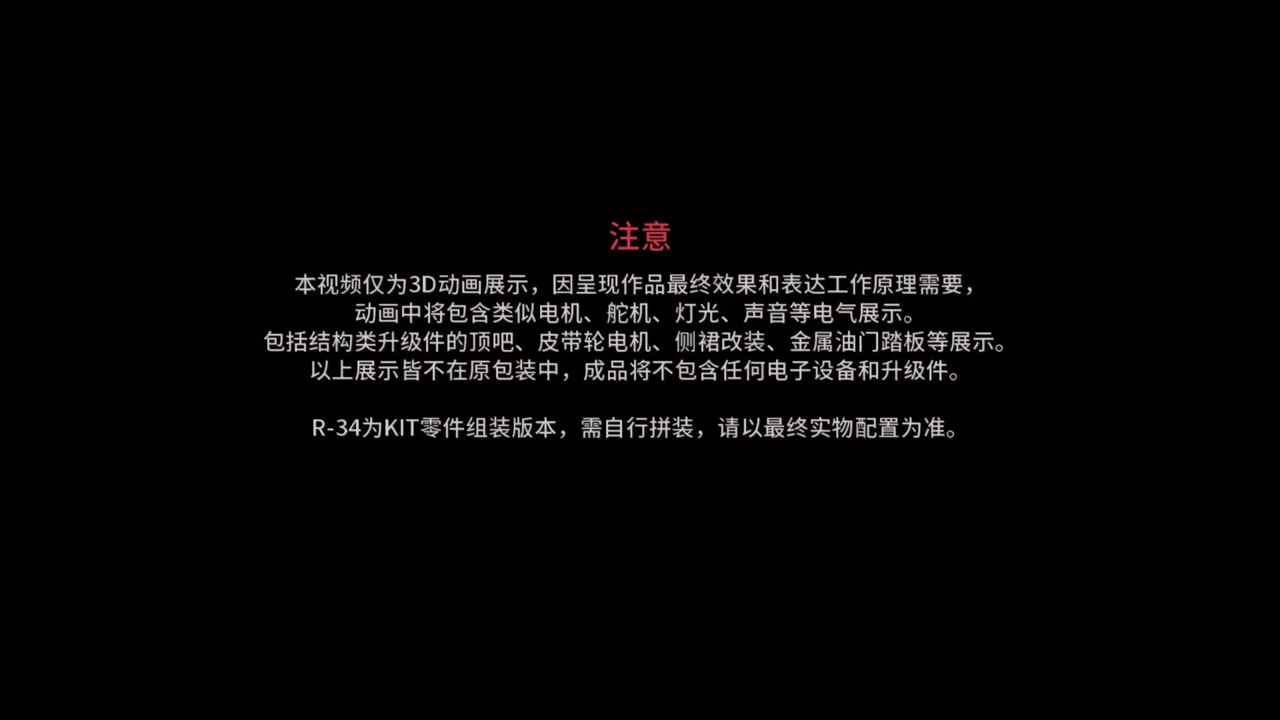 注意
本视频仅为3D动画展示，因呈现作品最终效果和表达工作原理需要，
动画中将包含类似电机、舵机、灯光、声音等电气展示。
包括结构类升级件的顶吧、皮带轮电机、侧裙改装、金属油门踏板等展示。
以上展示皆不在原包装中，成品将不包含任何电子设备和升级件。
R-34为KIT零件组装版本，需自行拼装，请以最终实物配置为准。